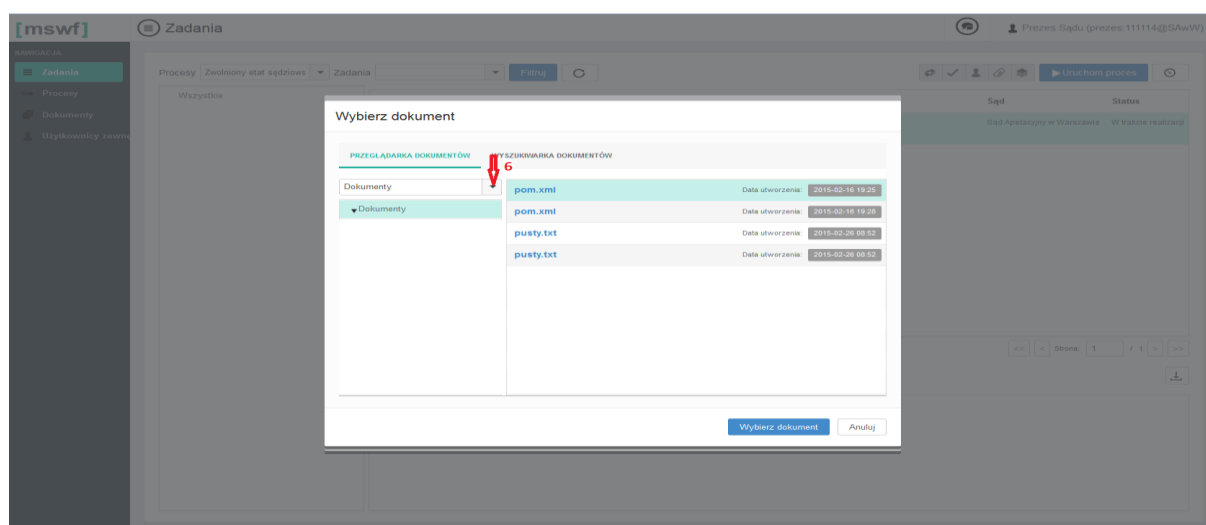 [mswf]
Zadania
Prezes Sądu (prezes:111114@SAwW)
NAWIGACJA
Zadania
Procesy
Dokumenty
Użytkownicy zewnę
Procesy Zwolniony etat sędziows Zadania Filtruj
Uruchom proces
Wszystkie
Sąd Status
Sąd Apelacyjny w Warszawie W trakcie realizacji
Wybierz dokument
PRZEGLĄDARKA DOKUMENTÓW WYSZUKIWARKA DOKUMENTÓW
6
Dokumenty
Dokumenty
pom.xml Data utworzenia: 2015-02-16 19:25
pom.xml Data utworzenia: 2015-02-16 19:28
pusty.txt Data utworzenia: 2015-02-26 08:52
pusty.txt Data utworzenia: 2015-02-26 08:52
<< < Strona: 1 / 1 > >>
Wybierz dokument Anuluj